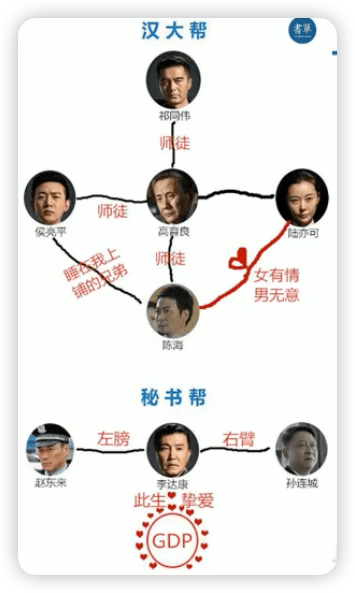 汉大帮
書單
祁同伟
师徒
师徒
侯亮平
高育良
陆亦可
睡在我上
铺的兄弟
师徒
女有情
男无意
陈海
秘书帮
左膀
右臂
赵东来
李达康
孙连城
此生 挚爱
GDP